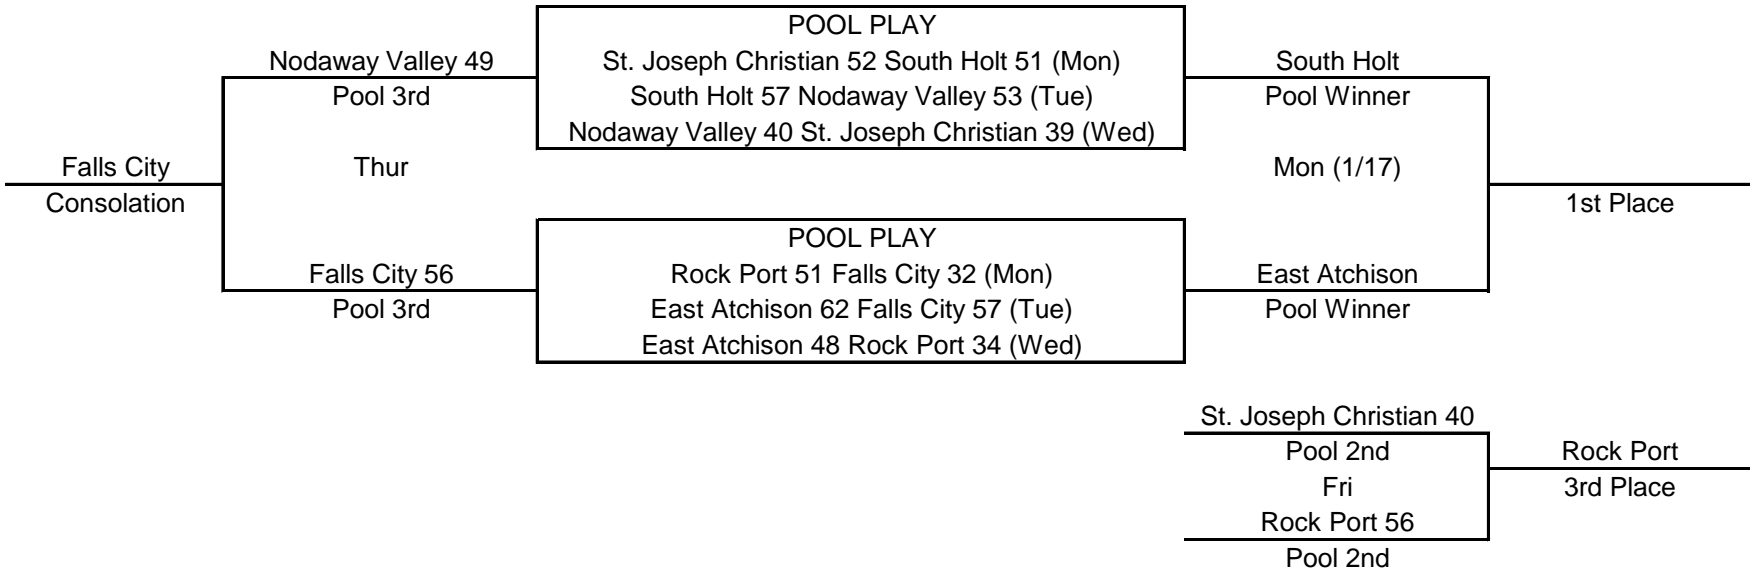 POOL PLAY
Nodaway Valley 49
St. Joseph Christian 52 South Holt 51 (Mon)
South Holt
Pool 3rd
South Holt 57 Nodaway Valley 53 (Tue)
Pool Winner
Nodaway Valley 40 St. Joseph Christian 39 (Wed)
Falls City
Thur
Mon (1/17)
Consolation
1st Place
POOL PLAY
Falls City 56
Rock Port 51 Falls City 32 (Mon)
East Atchison
Pool 3rd
East Atchison 62 Falls City 57 (Tue)
Pool Winner
East Atchison 48 Rock Port 34 (Wed)
St. Joseph Christian 40
Pool 2nd
Rock Port
Fri
3rd Place
Rock Port 56
Pool 2nd